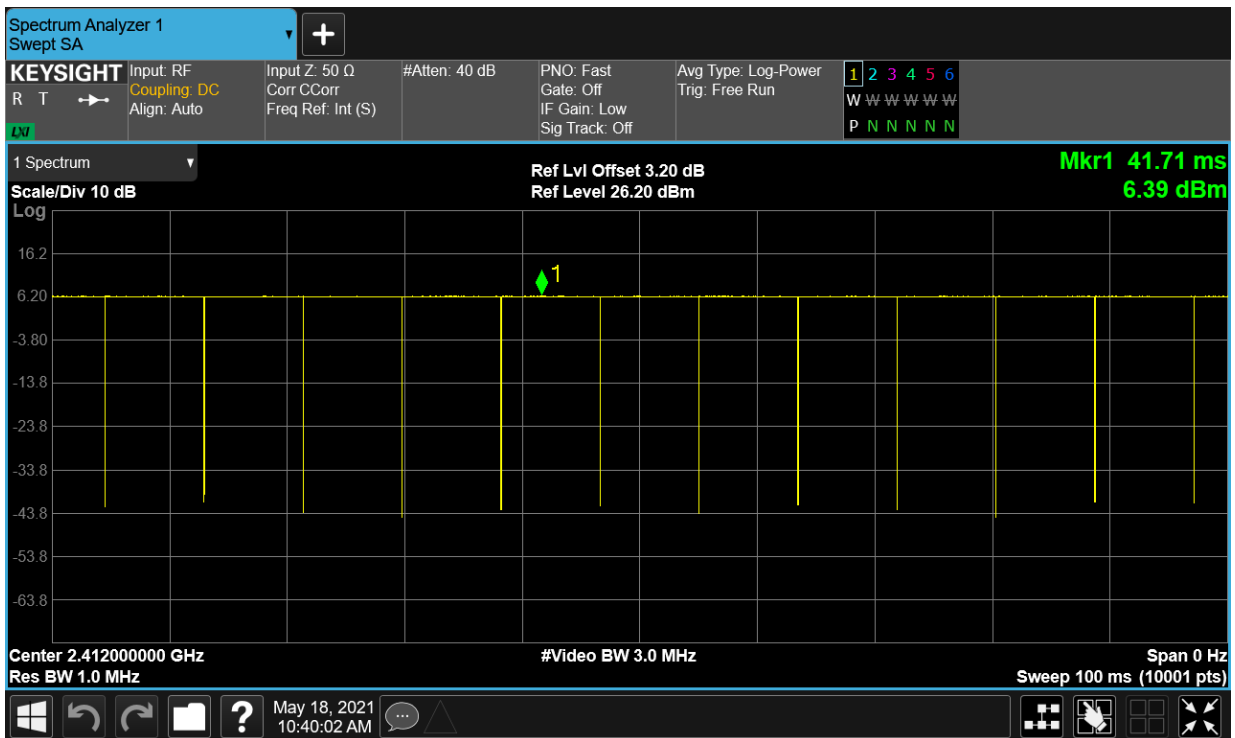 Spectrum Analyzer 1
Swept SA
+
KEYSIGHT
R T
LXI
Input: RF
Coupling: DC
Align: Auto
Input Z: 50 Ω
Corr CCorr
Freq Ref: Int (S)
#Atten: 40 dB
PNO: Fast
Gate: Off
IF Gain: Low
Sig Track: Off
Avg Type: Log-Power
Trig: Free Run
1 2 3 4 5 6
W W W W W W
P N N N N N
1 Spectrum
Scale/Div 10 dB
Log
Ref Lvl Offset 3.20 dB
Ref Level 26.20 dBm
Mkr1 41.71 ms
6.39 dBm
16.2
1
6.20
-3.80
-13.8
-23.8
-33.8
-43.8
-53.8
-63.8
Center 2.412000000 GHz
Res BW 1.0 MHz
#Video BW 3.0 MHz
Span 0 Hz
Sweep 100 ms (10001 pts)
?
May 18, 2021
10:40:02 AM